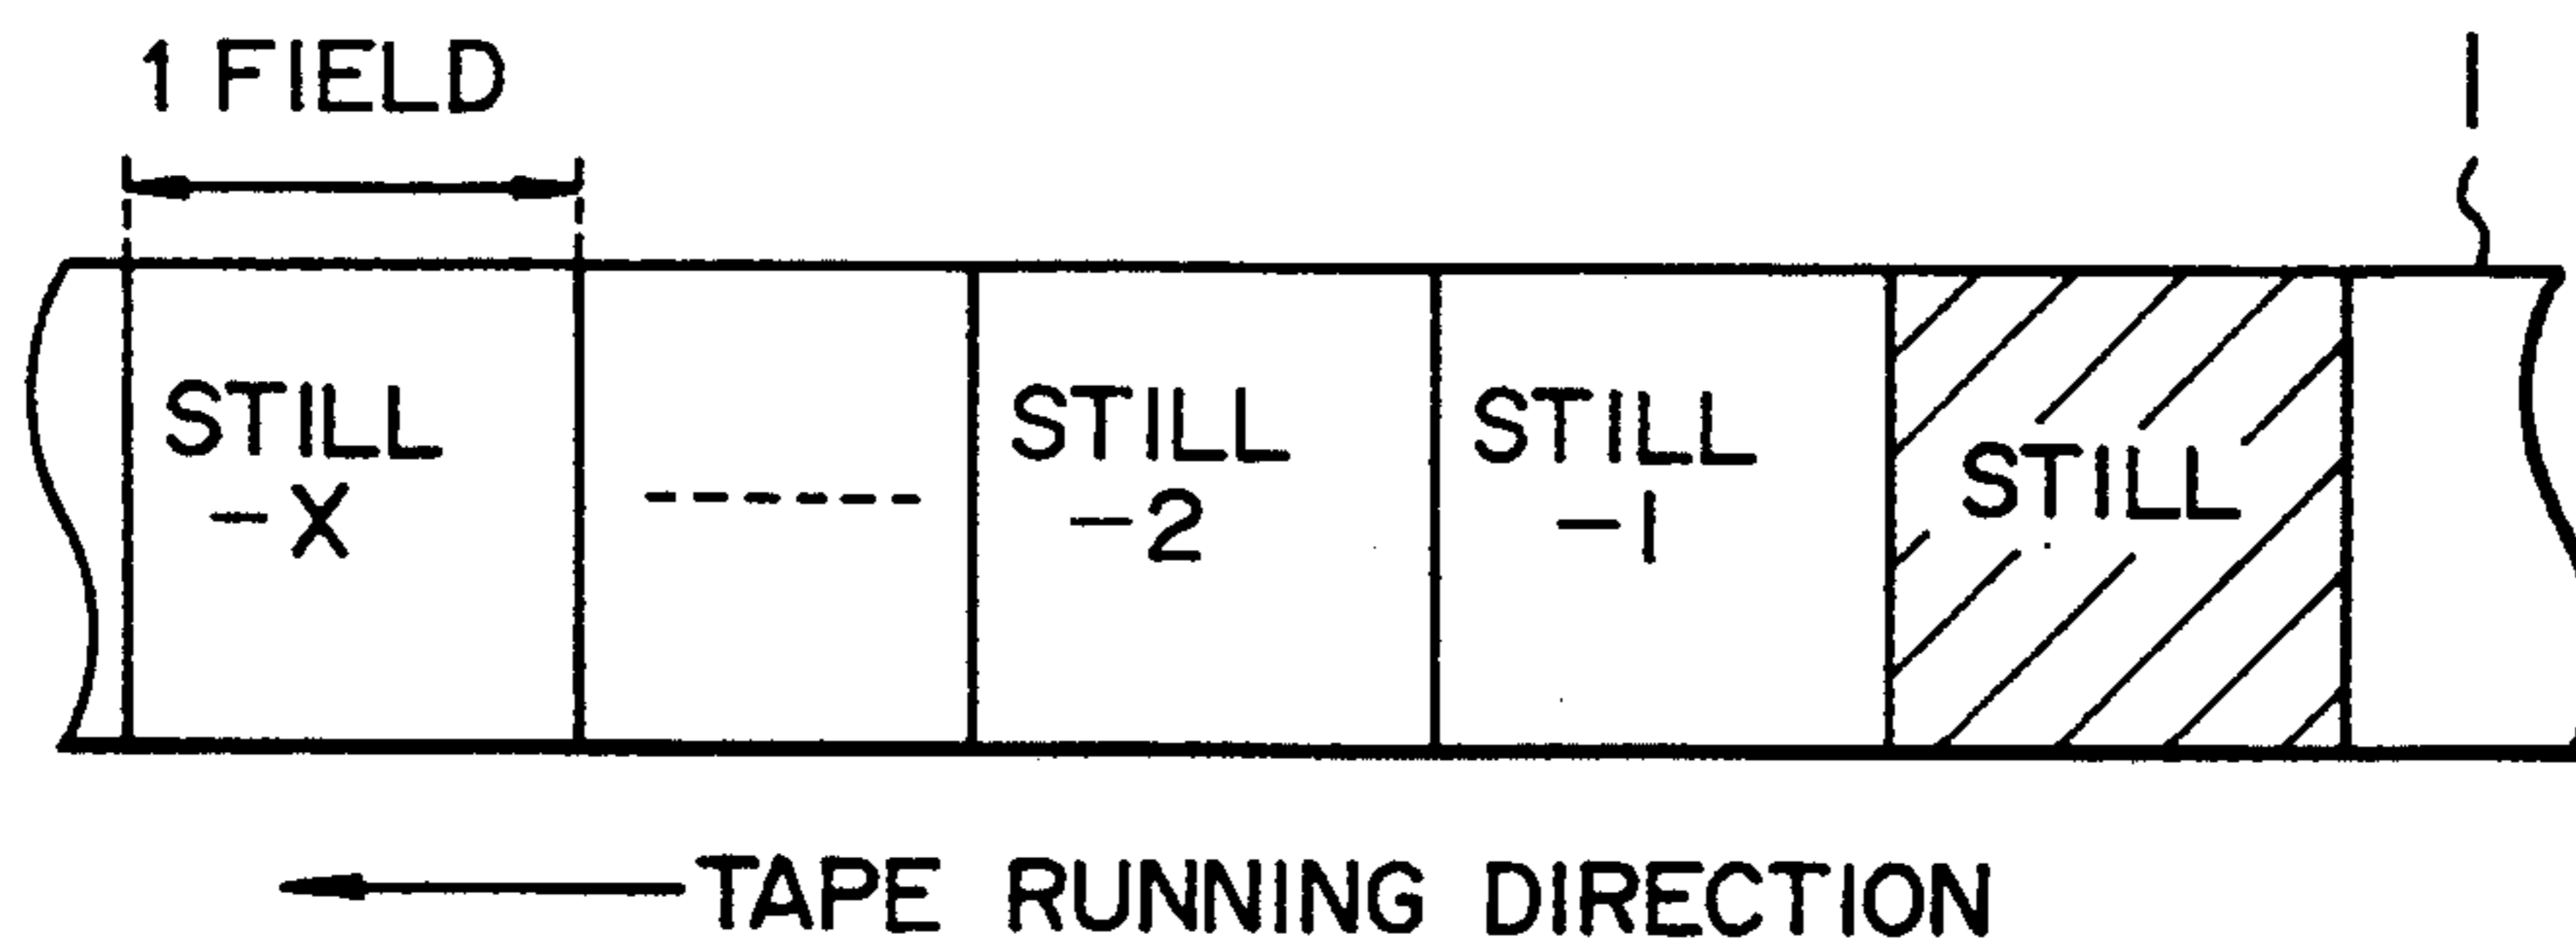 1 FIELD
1
STILL
-X
------
STILL
-2
STILL
-1
STILL
TAPE RUNNING DIRECTION